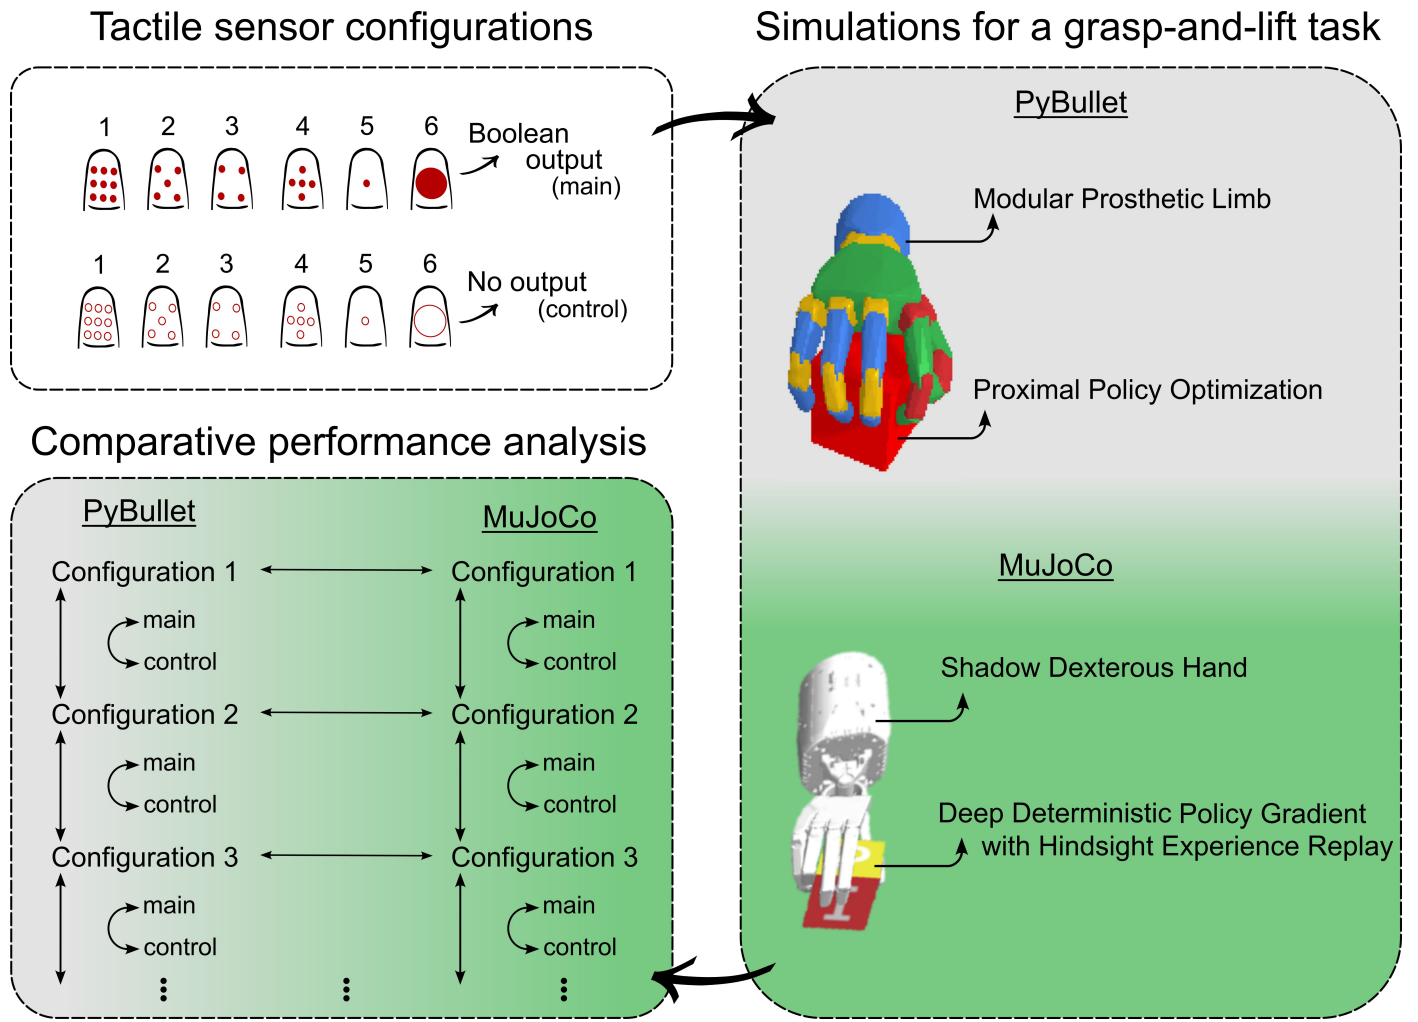 Tactile sensor configurations
1 2 3 4 5 6
Boolean
output
(main)
1 2 3 4 5 6
No output
(control)
Simulations for a grasp-and-lift task
PyBullet
Modular Prosthetic Limb
Proximal Policy Optimization
MuJoCo
Shadow Dexterous Hand
Deep Deterministic Policy Gradient
with Hindsight Experience Replay
Comparative performance analysis
PyBullet MuJoCo
Configuration 1 Configuration 1
main main
control control
Configuration 2 Configuration 2
main main
control control
Configuration 3 Configuration 3
main main
control control